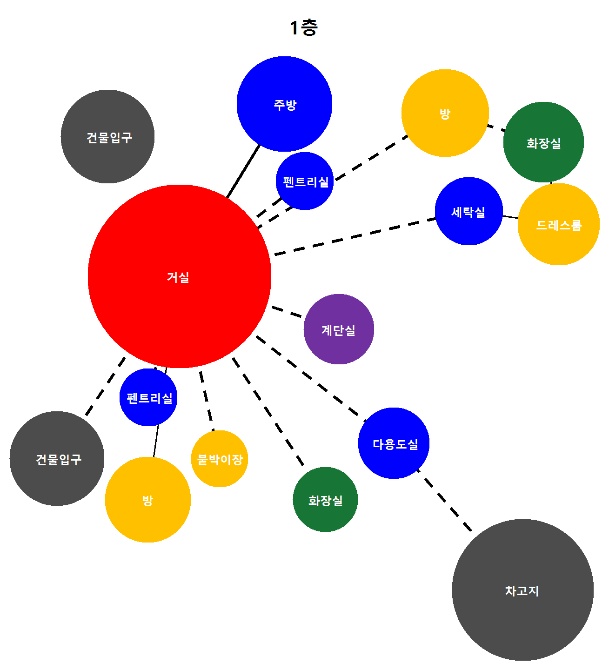 1층
주방
방
건물입구
화장실
펜트리실
세탁실
드레스룸
거실
계단실
펜트리실
다용도실
건물입구
붙박이장
방
화장실
차고지